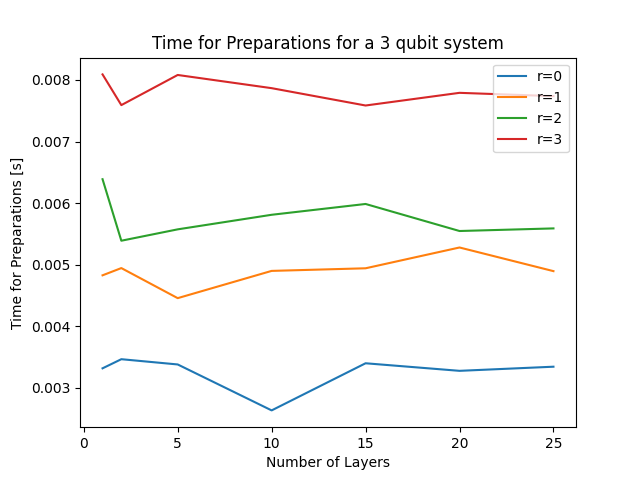 Time for Preparations for a 3 qubit system
Time for Preparations [s]
0.008
0.007
0.006
0.005
0.004
0.003
r=0
r=1
r=2
r=3
0 5 10 15 20 25
Number of Layers